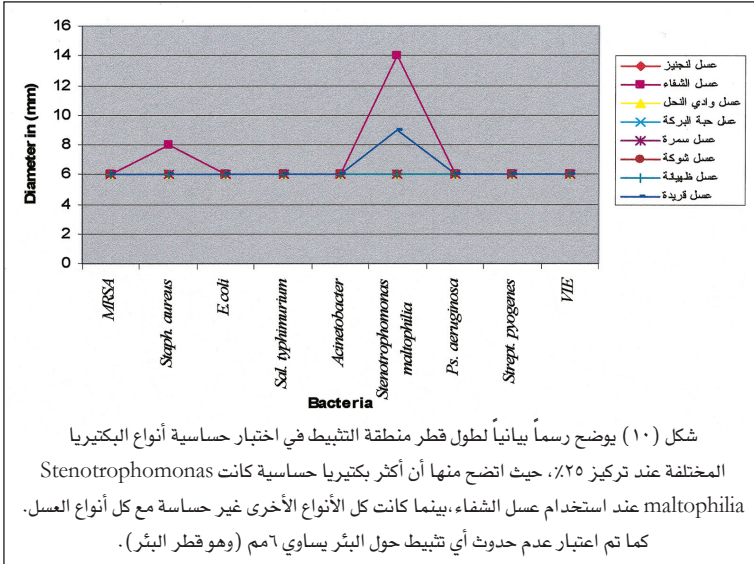 16
14
12
10
8
6
4
2
0
Diameter in (mm)
MRSA
Staph. aureus
E.coli
Sal. typhimurium
Acinetobacter
Stenotrophomonas
maltophilia
Ps. aeruginosa
Strept. pyogenes
VIE
Bacteria
عسل لنجنيز
عسل الشفاء
عسل وادي النحل
عسل حبة البركة
عسل سمرة
عسل شوكة
عسل ظهيانة
عسل قريدة
شكل (١٠) يوضح رسماً بيانياً لطول قطر منطقة التثبيط في اختبار حساسية أنواع البكتيريا
المختلفة عند تركيز ٢٥٪، حيث اتضح منها أن أكثر بكتيريا حساسية كانت Stenotrophomonas
maltophilia عند استخدام عسل الشفاء،بينما كانت كل الأنواع الأخرى غير حساسة مع كل أنواع العسل.
كما تم اعتبار عدم حدوث أي تثبيط حول البئر يساوي ٦مم (وهو قطر البئر).